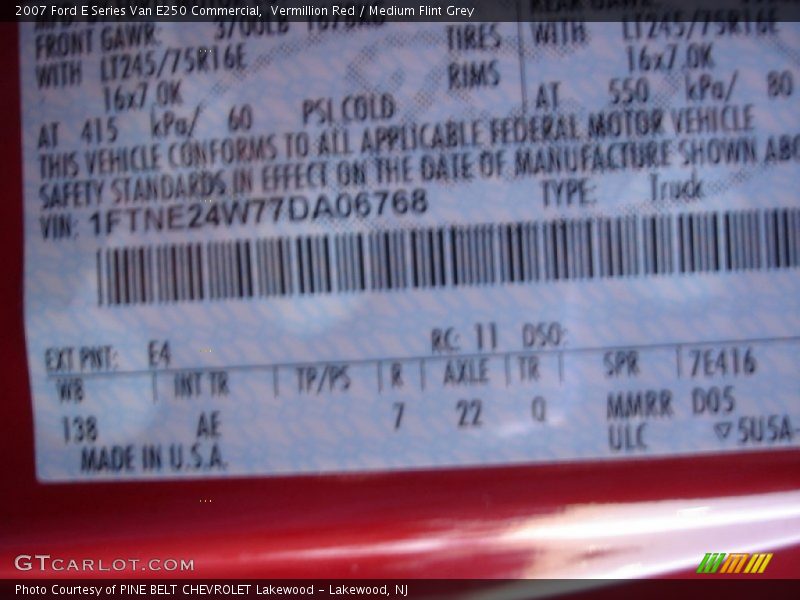 2007 Ford E Series Van E250 Commercial, Vermillion Red / Medium Flint Grey
FRONT GAWR: 3700LB
WITH LT245/75R16E TIRES
16x7.0K RIMS
AT 415 kPa/ 60 PSI COLD
WITH LT245/75R16E
16x7.0K
AT 550 kPa/ 80
THIS VEHICLE CONFORMS TO ALL APPLICABLE FEDERAL MOTOR VEHICLE
SAFETY STANDARDS IN EFFECT ON THE DATE OF MANUFACTURE SHOWN ABO
VIN: 1FTNE24W77DA06768 TYPE: Truck
EXT PNT: E4 RC: 11 DSO:
WB INT TR TP/PS R AXLE TR SPR 7E416
138 AE 7 22 Q MMRR D05
MADE IN U.S.A. ULC ▽5U5A-
GTCARLOT.COM
Photo Courtesy of PINE BELT CHEVROLET Lakewood - Lakewood, NJ